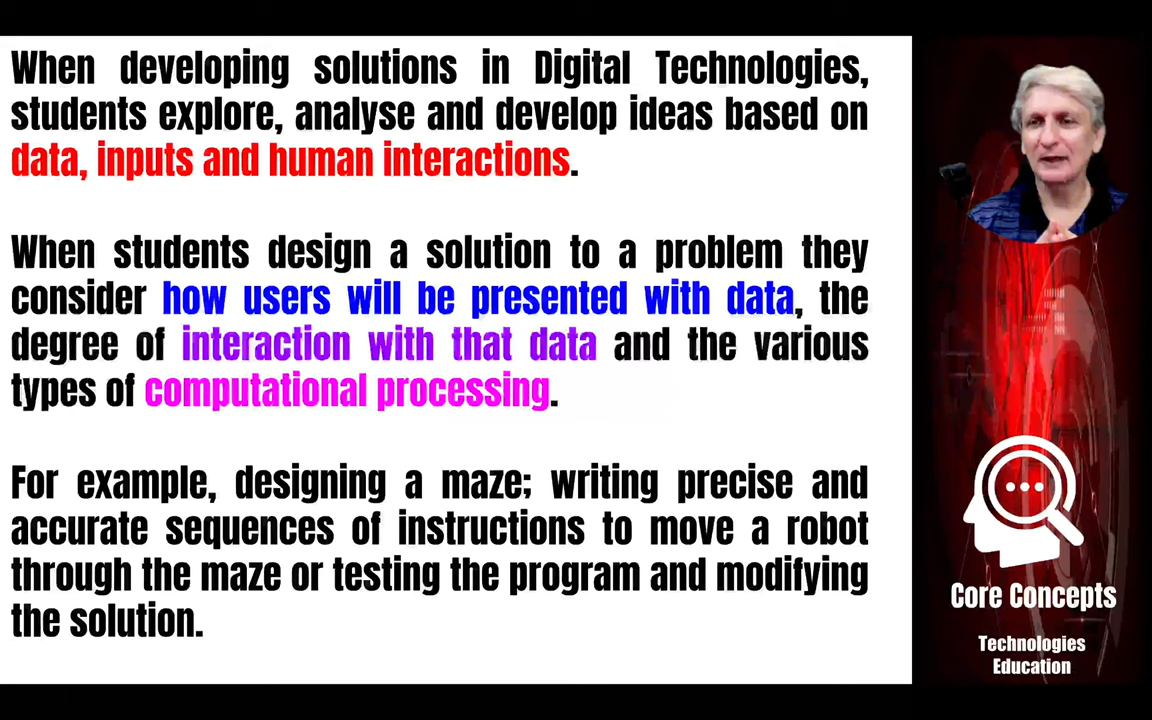 When developing solutions in Digital Technologies,
students explore, analyse and develop ideas based on
data, inputs and human interactions.
When students design a solution to a problem they
consider how users will be presented with data, the
degree of interaction with that data and the various
types of computational processing.
For example, designing a maze; writing precise and
accurate sequences of instructions to move a robot
through the maze or testing the program and modifying
the solution.
Core Concepts
Technologies
Education